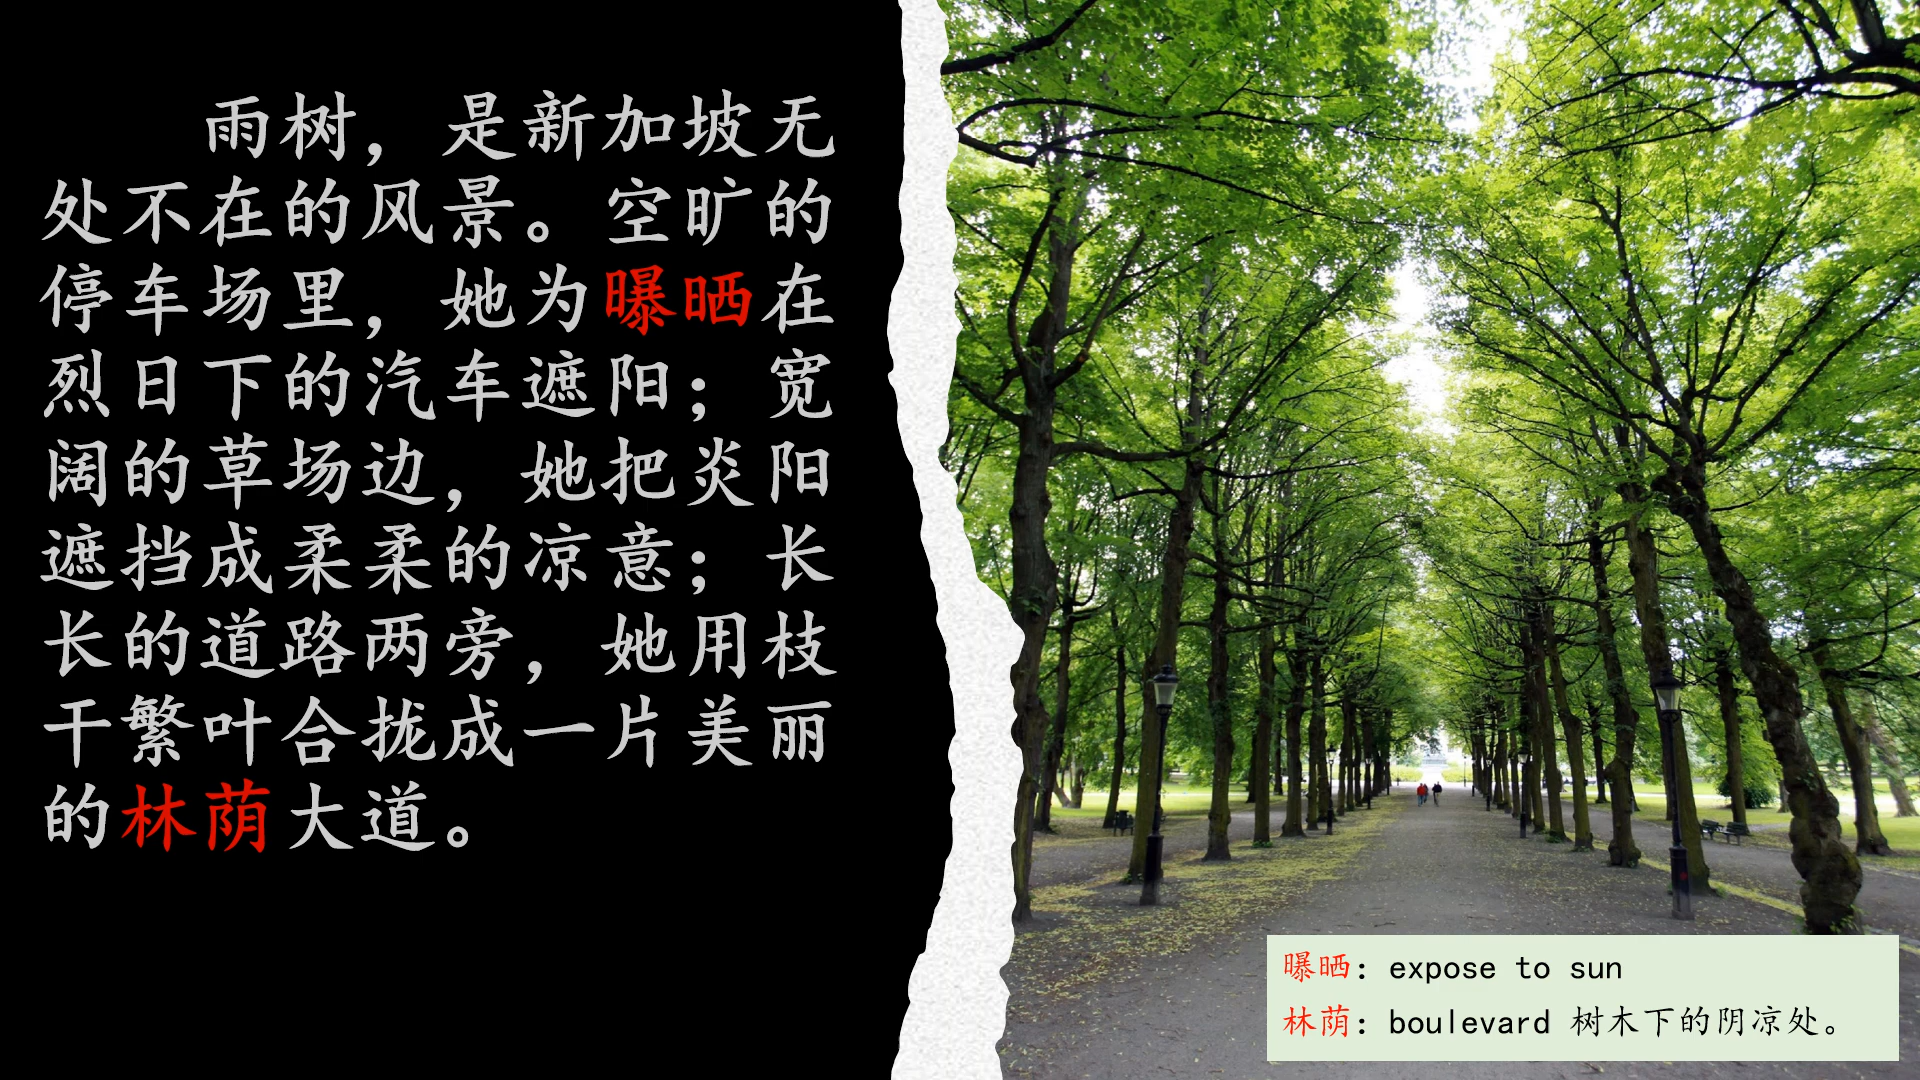 雨树，是新加坡无
处不在的风景。空旷的
停车场里，她为曝晒在
烈日下的汽车遮阳；宽
阔的草场边，她把炎阳
遮挡成柔柔的凉意；长
长的道路两旁，她用枝
干繁叶合拢成一片美丽
的林荫大道。
曝晒：expose to sun
林荫：boulevard 树木下的阴凉处。